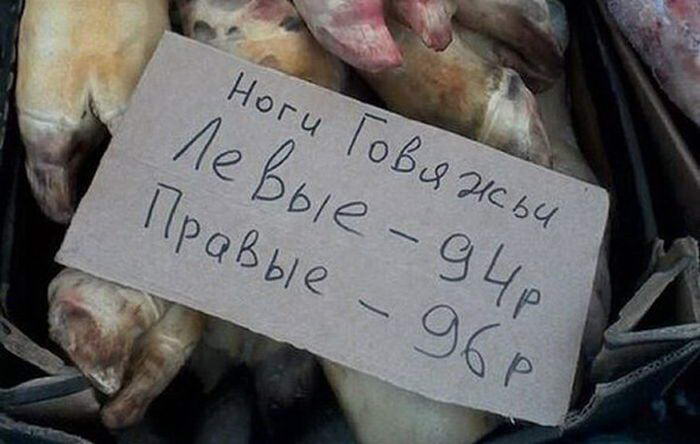 Ноги Говяжьи
Левые - 94р
Правые - 96р